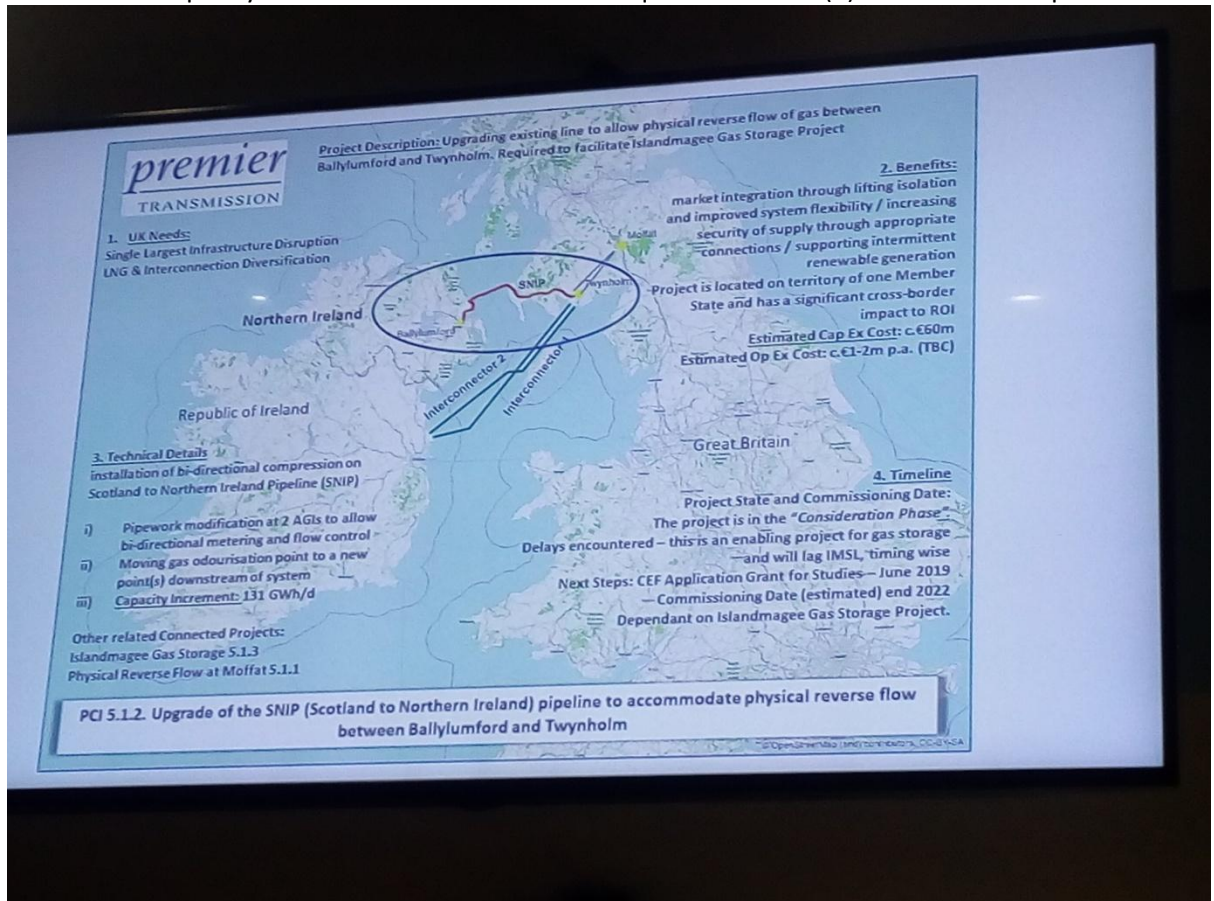 premier
TRANSMISSION
Project Description: Upgrading existing line to allow physical reverse flow of gas between
Ballylumford and Twynholm. Required to facilitate Islandmagee Gas Storage Project
1. UK Needs:
Single Largest Infrastructure Disruption
LNG & Interconnection Diversification
2. Benefits:
market integration through lifting isolation
and improved system flexibility / increasing
security of supply through appropriate
connections / supporting intermittent
renewable generation
Project is located on territory of one Member
State and has a significant cross-border
impact to ROI
Estimated Cap Ex Cost: c.€60m
Estimated Op Ex Cost: c.€1-2m p.a. (TBC)
Moffat
SNIP
Twynholm
Northern Ireland
Ballylumford
Interconnector 2
Interconnector 1
Republic of Ireland
Great Britain
3. Technical Details
installation of bi-directional compression on
Scotland to Northern Ireland Pipeline (SNIP)
i) Pipework modification at 2 AGIs to allow
bi-directional metering and flow control
ii) Moving gas odourisation point to a new
point(s) downstream of system
iii) Capacity Increment: 131 GWh/d
Other related Connected Projects:
Islandmagee Gas Storage 5.1.3
Physical Reverse Flow at Moffat 5.1.1
4. Timeline
Project State and Commissioning Date:
The project is in the "Consideration Phase".
Delays encountered – this is an enabling project for gas storage
and will lag IMSL, timing wise
Next Steps: CEF Application Grant for Studies – June 2019
Commissioning Date (estimated) end 2022
Dependant on Islandmagee Gas Storage Project.
PCI 5.1.2. Upgrade of the SNIP (Scotland to Northern Ireland) pipeline to accommodate physical reverse flow
between Ballylumford and Twynholm
© OpenStreetMap CC-BY-SA